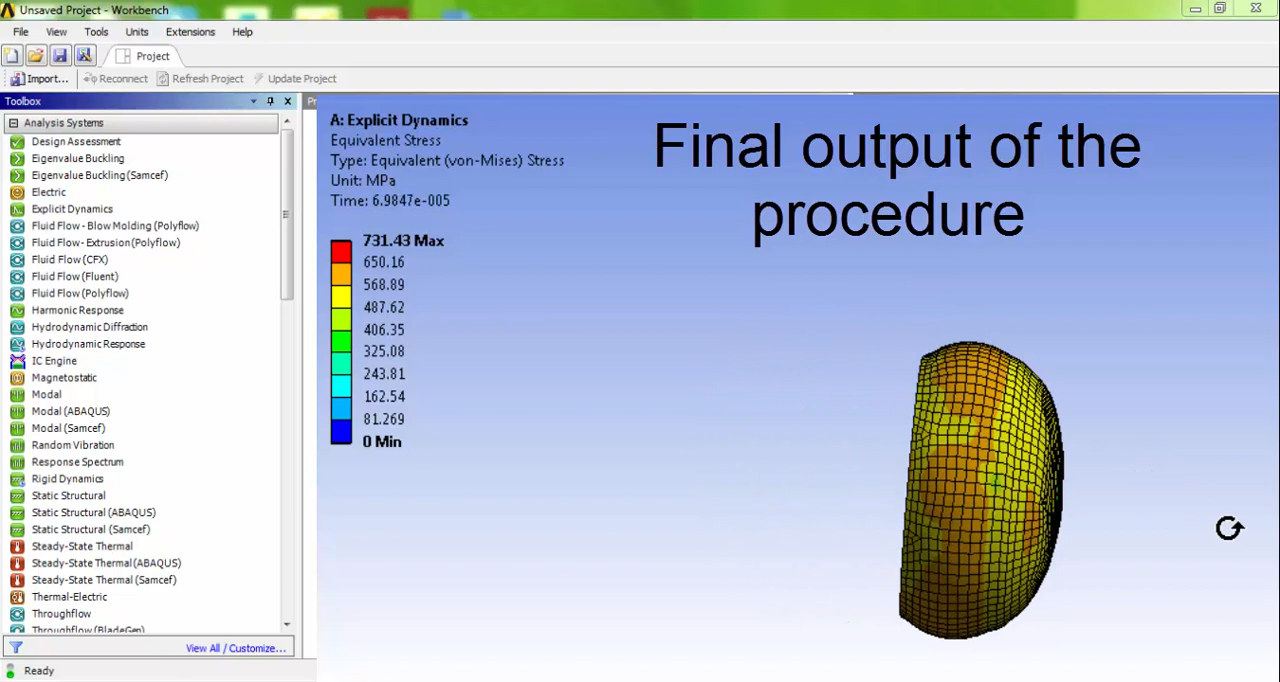 Unsaved Project - Workbench
File View Tools Units Extensions Help
Project
Import... Reconnect Refresh Project Update Project
Toolbox
Analysis Systems
Design Assessment
Eigenvalue Buckling
Eigenvalue Buckling (Samcef)
Electric
Explicit Dynamics
Fluid Flow - Blow Molding (Polyflow)
Fluid Flow - Extrusion (Polyflow)
Fluid Flow (CFX)
Fluid Flow (Fluent)
Fluid Flow (Polyflow)
Harmonic Response
Hydrodynamic Diffraction
Hydrodynamic Response
IC Engine
Magnetostatic
Modal
Modal (ABAQUS)
Modal (Samcef)
Random Vibration
Response Spectrum
Rigid Dynamics
Static Structural
Static Structural (ABAQUS)
Static Structural (Samcef)
Steady-State Thermal
Steady-State Thermal (ABAQUS)
Steady-State Thermal (Samcef)
Thermal-Electric
Throughflow
Throughflow (BladeGen)
View All / Customize...
Ready
A: Explicit Dynamics
Equivalent Stress
Type: Equivalent (von-Mises) Stress
Unit: MPa
Time: 6.9847e-005
731.43 Max
650.16
568.89
487.62
406.35
325.08
243.81
162.54
81.269
0 Min
Final output of the
procedure